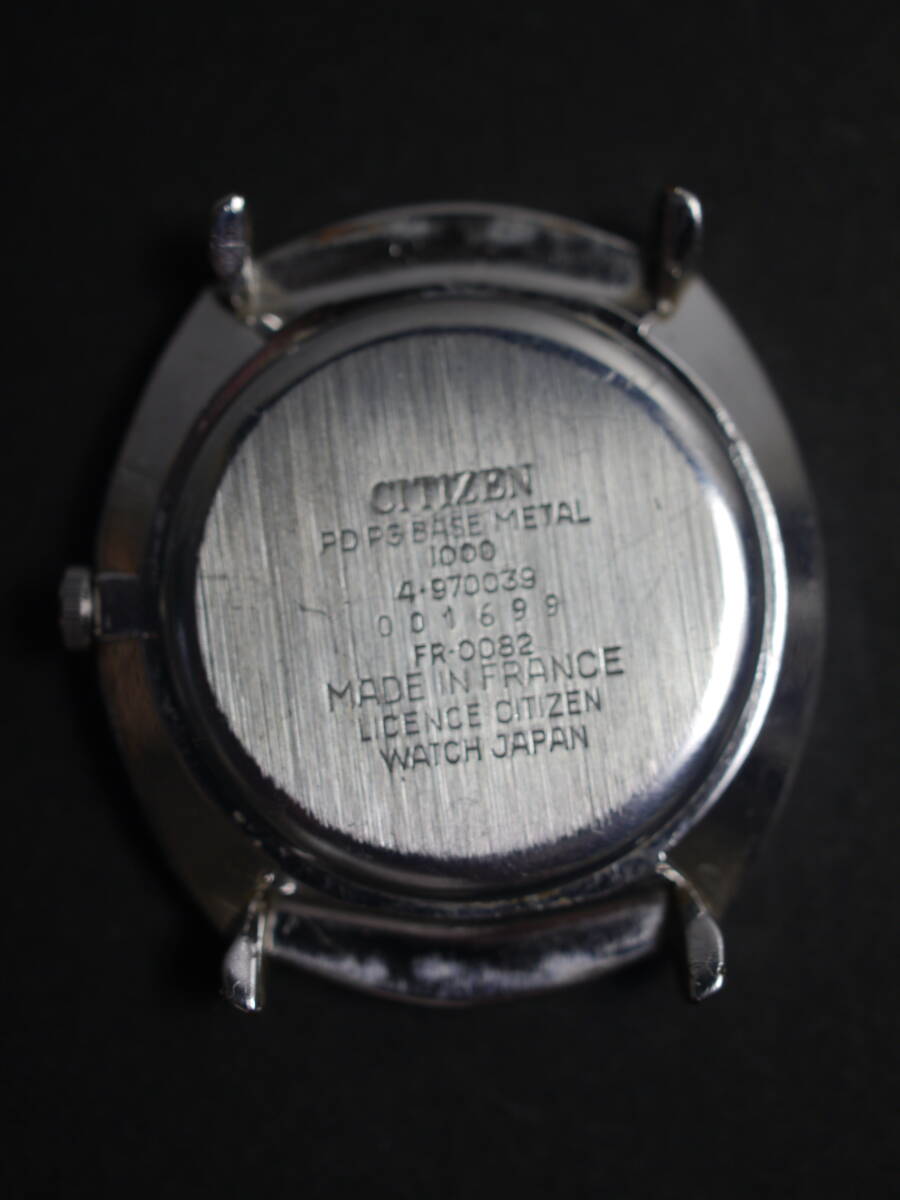 CITIZEN
PD PG BASE METAL
1000
4-970039
001699
FR-0082
MADE IN FRANCE
LICENCE CITIZEN
WATCH JAPAN